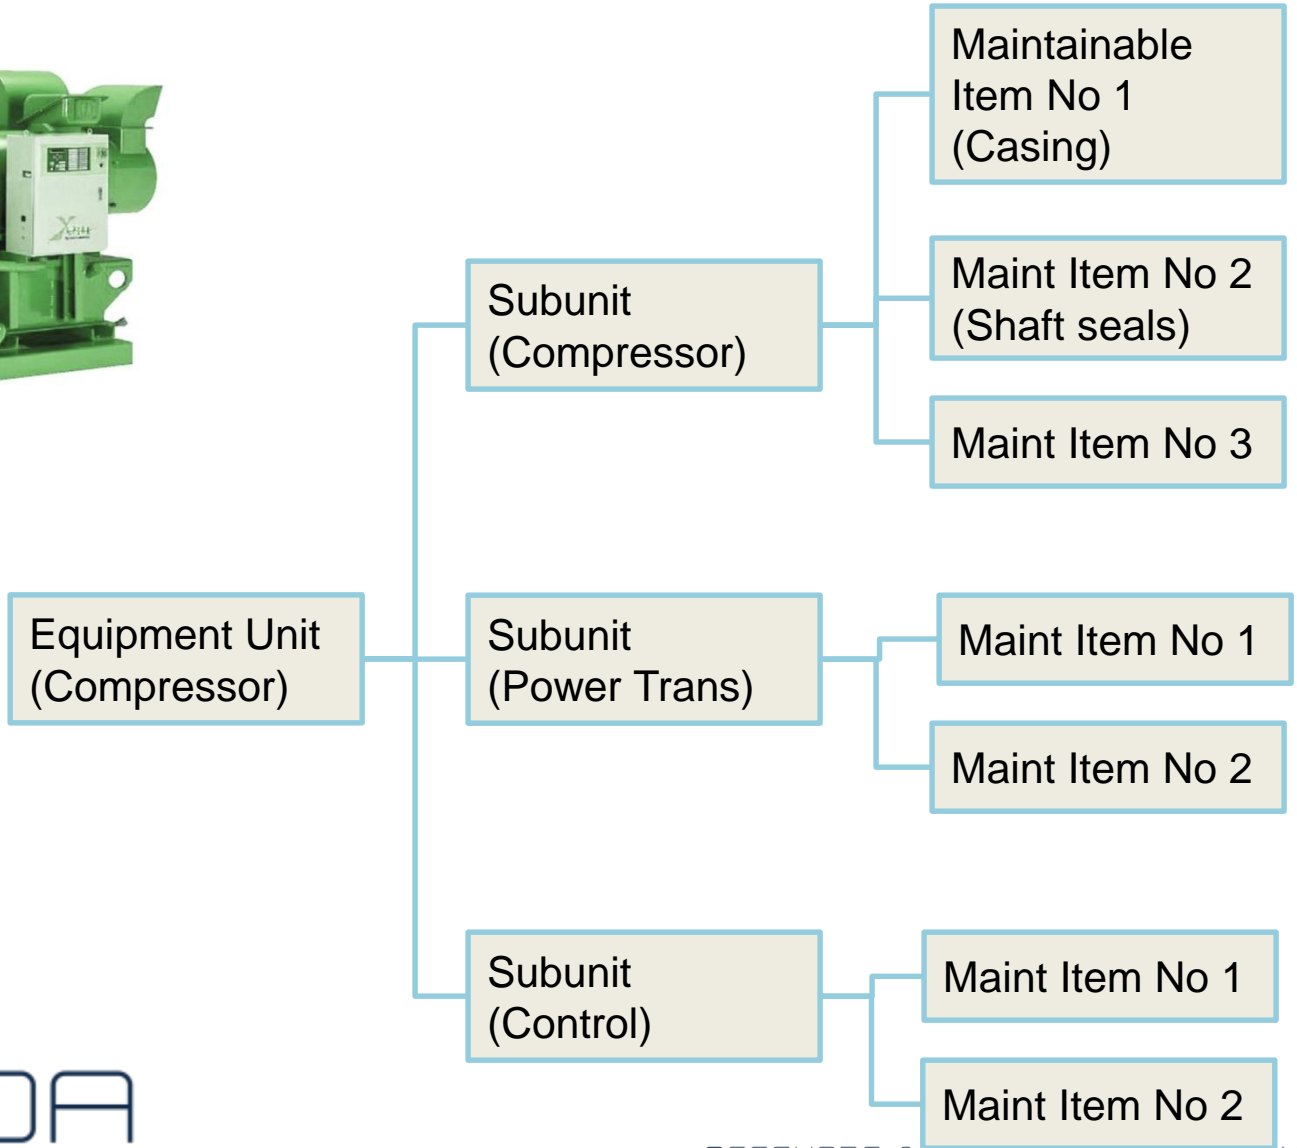 Maintainable
Item No 1
(Casing)
Maint Item No 2
(Shaft seals)
Subunit
(Compressor)
Maint Item No 3
Equipment Unit
(Compressor)
Subunit
(Power Trans)
Maint Item No 1
Maint Item No 2
Subunit
(Control)
Maint Item No 1
Maint Item No 2
DA